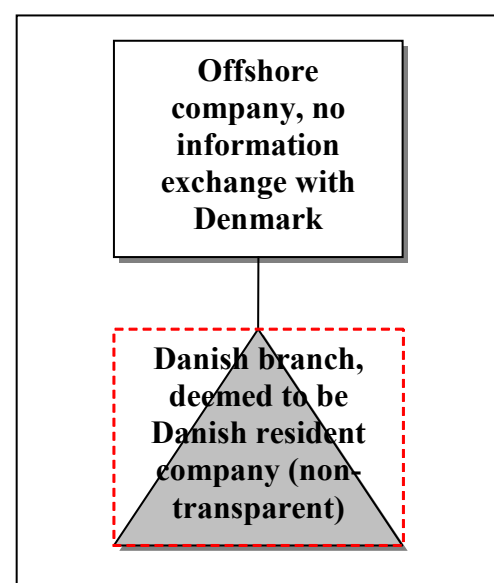 Offshore
company, no
information
exchange with
Denmark
Danish branch,
deemed to be
Danish resident
company (non-
transparent)